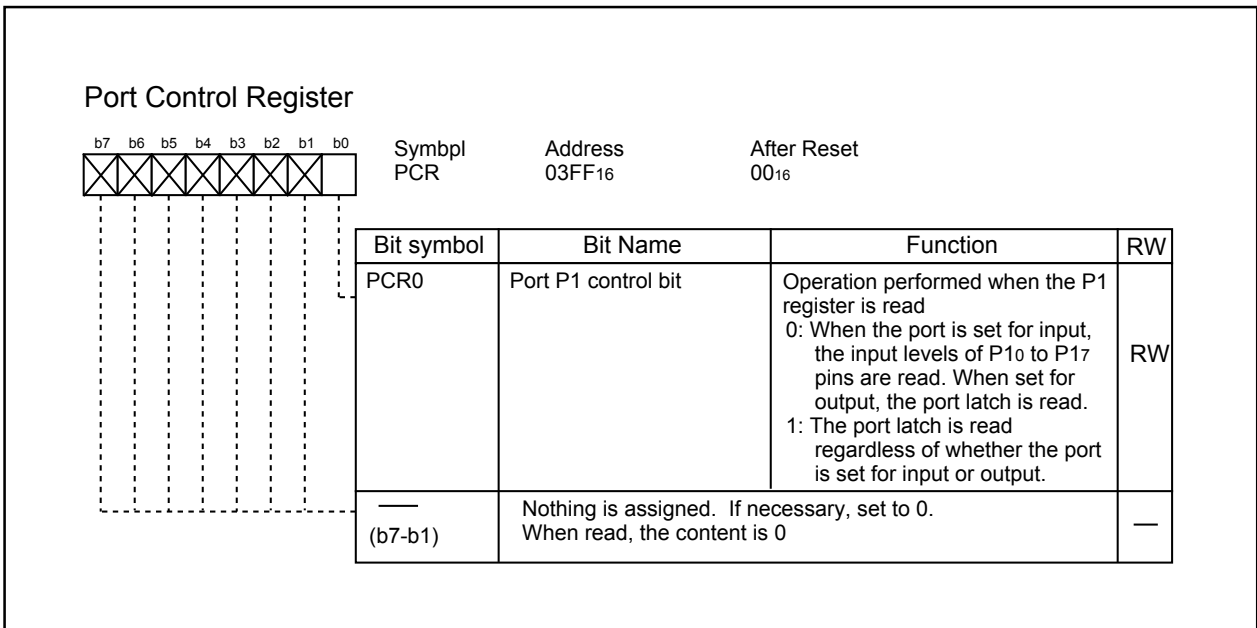 Port Control Register
b7 b6 b5 b4 b3 b2 b1 b0
Symbpl Address After Reset
PCR 03FF16 0016
Bit symbol Bit Name Function RW
PCR0 Port P1 control bit Operation performed when the P1
register is read
0: When the port is set for input,
the input levels of P10 to P17
pins are read. When set for
output, the port latch is read.
1: The port latch is read
regardless of whether the port
is set for input or output.
RW
—
(b7-b1)
Nothing is assigned. If necessary, set to 0.
When read, the content is 0
—